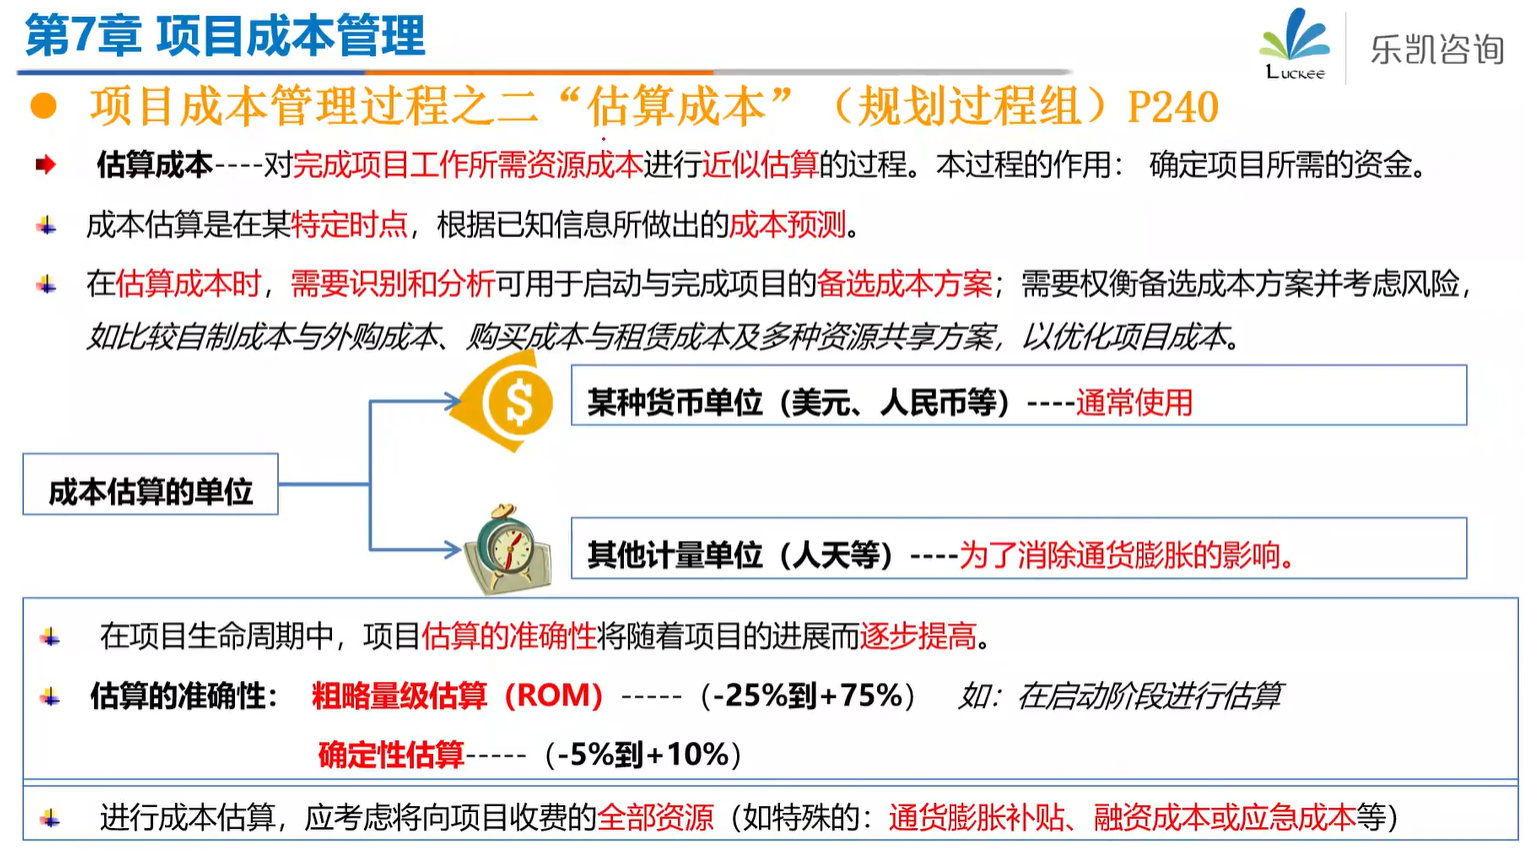 第7章 项目成本管理
Luckee 乐凯咨询
项目成本管理过程之二“估算成本”（规划过程组）P240
估算成本----对完成项目工作所需资源成本进行近似估算的过程。本过程的作用： 确定项目所需的资金。
成本估算是在某特定时点，根据已知信息所做出的成本预测。
在估算成本时，需要识别和分析可用于启动与完成项目的备选成本方案；需要权衡备选成本方案并考虑风险，
如比较自制成本与外购成本、购买成本与租赁成本及多种资源共享方案，以优化项目成本。
$
某种货币单位（美元、人民币等）----通常使用
成本估算的单位
其他计量单位（人天等）----为了消除通货膨胀的影响。
在项目生命周期中，项目估算的准确性将随着项目的进展而逐步提高。
估算的准确性： 粗略量级估算（ROM）-----（-25%到+75%） 如：在启动阶段进行估算
确定性估算-----（-5%到+10%）
进行成本估算，应考虑将向项目收费的全部资源（如特殊的：通货膨胀补贴、融资成本或应急成本等）